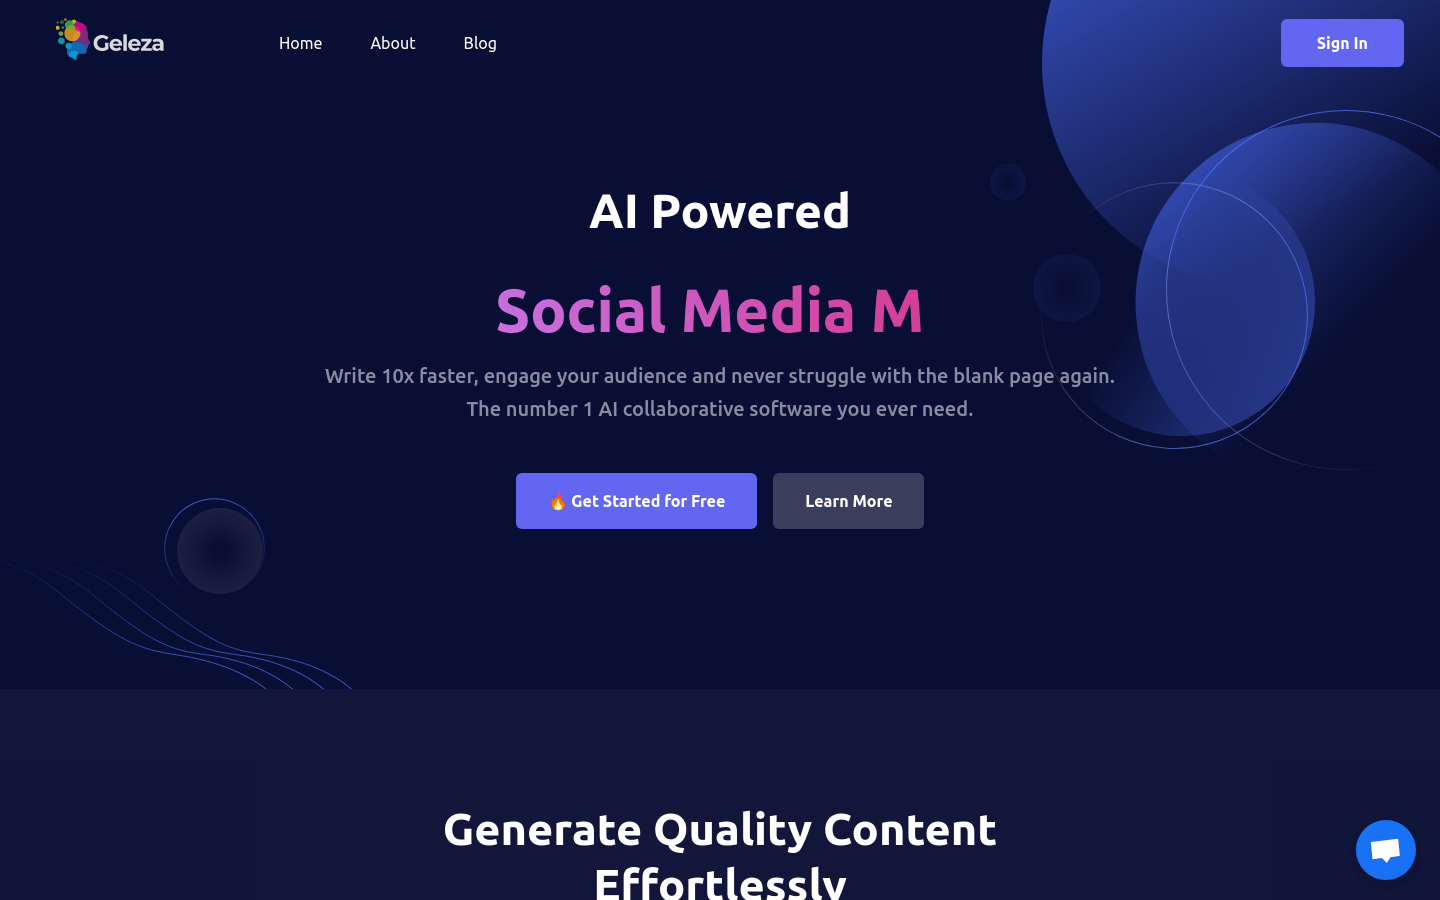 Geleza
Home
About
Blog
Sign In
AI Powered
Social Media M
Write 10x faster, engage your audience and never struggle with the blank page again.
The number 1 AI collaborative software you ever need.
🔥 Get Started for Free
Learn More
Generate Quality Content
Effortlessly